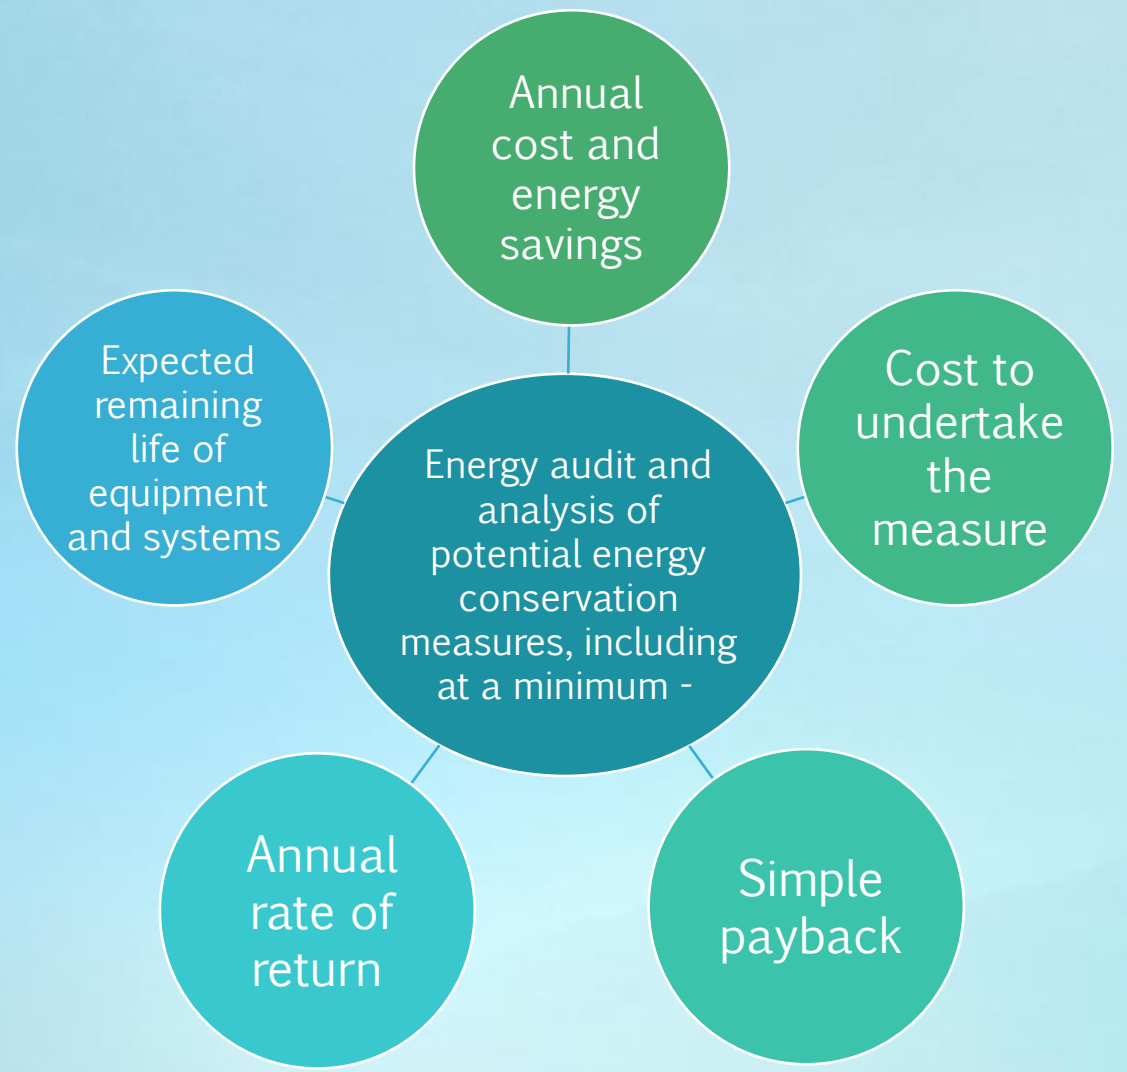 Annual
cost and
energy
savings
Expected
remaining
life of
equipment
and systems
Cost to
undertake
the
measure
Energy audit and
analysis of
potential energy
conservation
measures, including
at a minimum -
Annual
rate of
return
Simple
payback